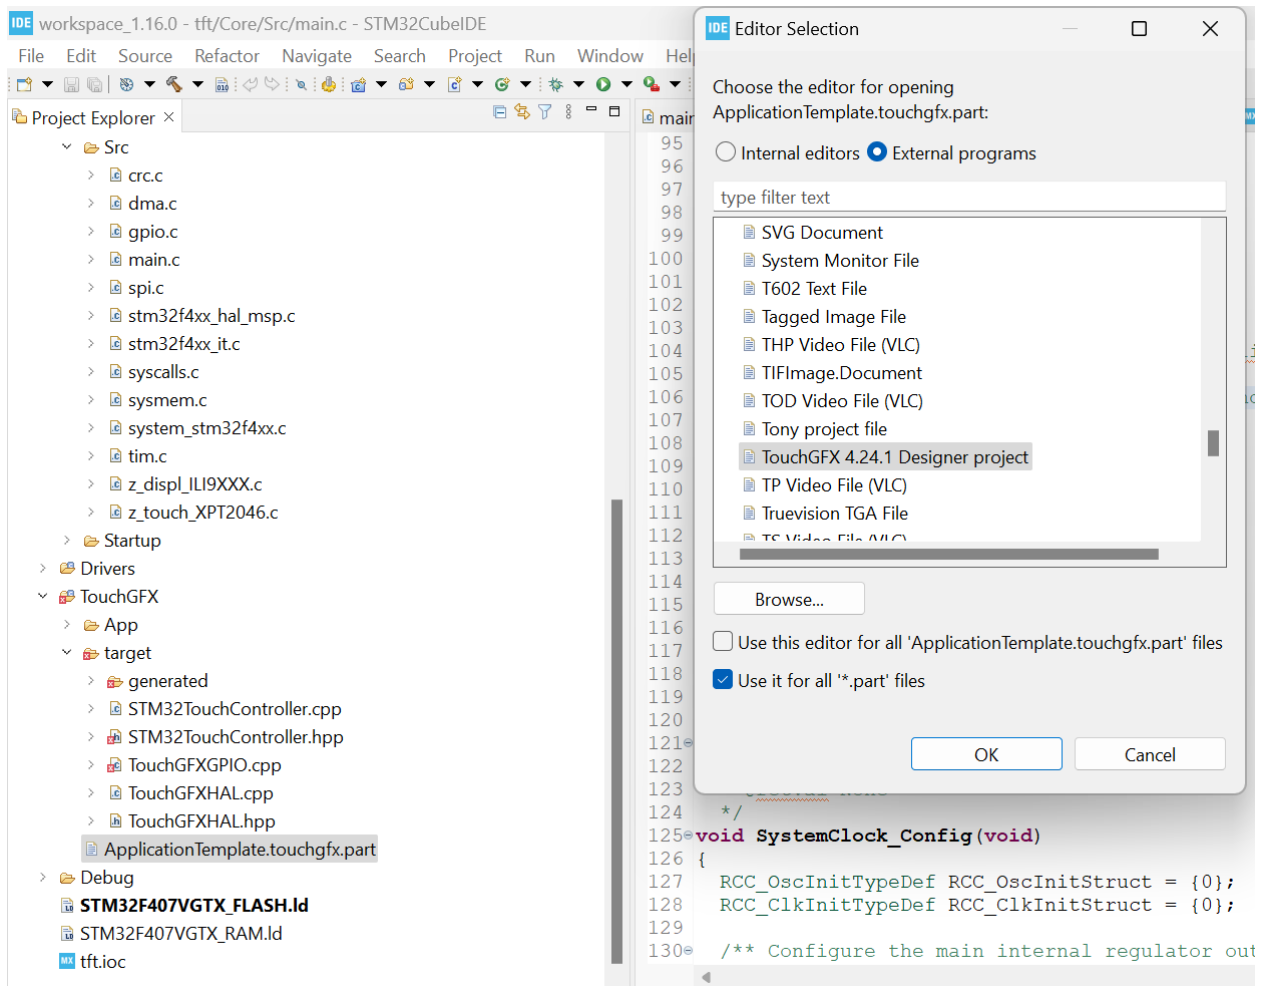 IDE workspace_1.16.0 - tft/Core/Src/main.c - STM32CubeIDE
File Edit Source Refactor Navigate Search Project Run Window Hel
Project Explorer
Src
crc.c
dma.c
gpio.c
main.c
spi.c
stm32f4xx_hal_msp.c
stm32f4xx_it.c
syscalls.c
sysmem.c
system_stm32f4xx.c
tim.c
z_displ_ILI9XXX.c
z_touch_XPT2046.c
Startup
Drivers
TouchGFX
App
target
generated
STM32TouchController.cpp
STM32TouchController.hpp
TouchGFXGPIO.cpp
TouchGFXHAL.cpp
TouchGFXHAL.hpp
ApplicationTemplate.touchgfx.part
Debug
STM32F407VGTX_FLASH.ld
STM32F407VGTX_RAM.ld
MX tft.ioc
main
95
96
97
98
99
100
101
102
103
104
105
106
107
108
109
110
111
112
113
114
115
116
117
118
119
120
121
122
123
124 */
125 void SystemClock_Config(void)
126 {
127 RCC_OscInitTypeDef RCC_OscInitStruct = {0};
128 RCC_ClkInitTypeDef RCC_ClkInitStruct = {0};
129
130 /** Configure the main internal regulator out
IDE Editor Selection
Choose the editor for opening
ApplicationTemplate.touchgfx.part:
Internal editors External programs
type filter text
SVG Document
System Monitor File
T602 Text File
Tagged Image File
THP Video File (VLC)
TIFImage.Document
TOD Video File (VLC)
Tony project file
TouchGFX 4.24.1 Designer project
TP Video File (VLC)
Truevision TGA File
TS Video File (VLC)
Browse...
Use this editor for all 'ApplicationTemplate.touchgfx.part' files
Use it for all '*.part' files
OK Cancel